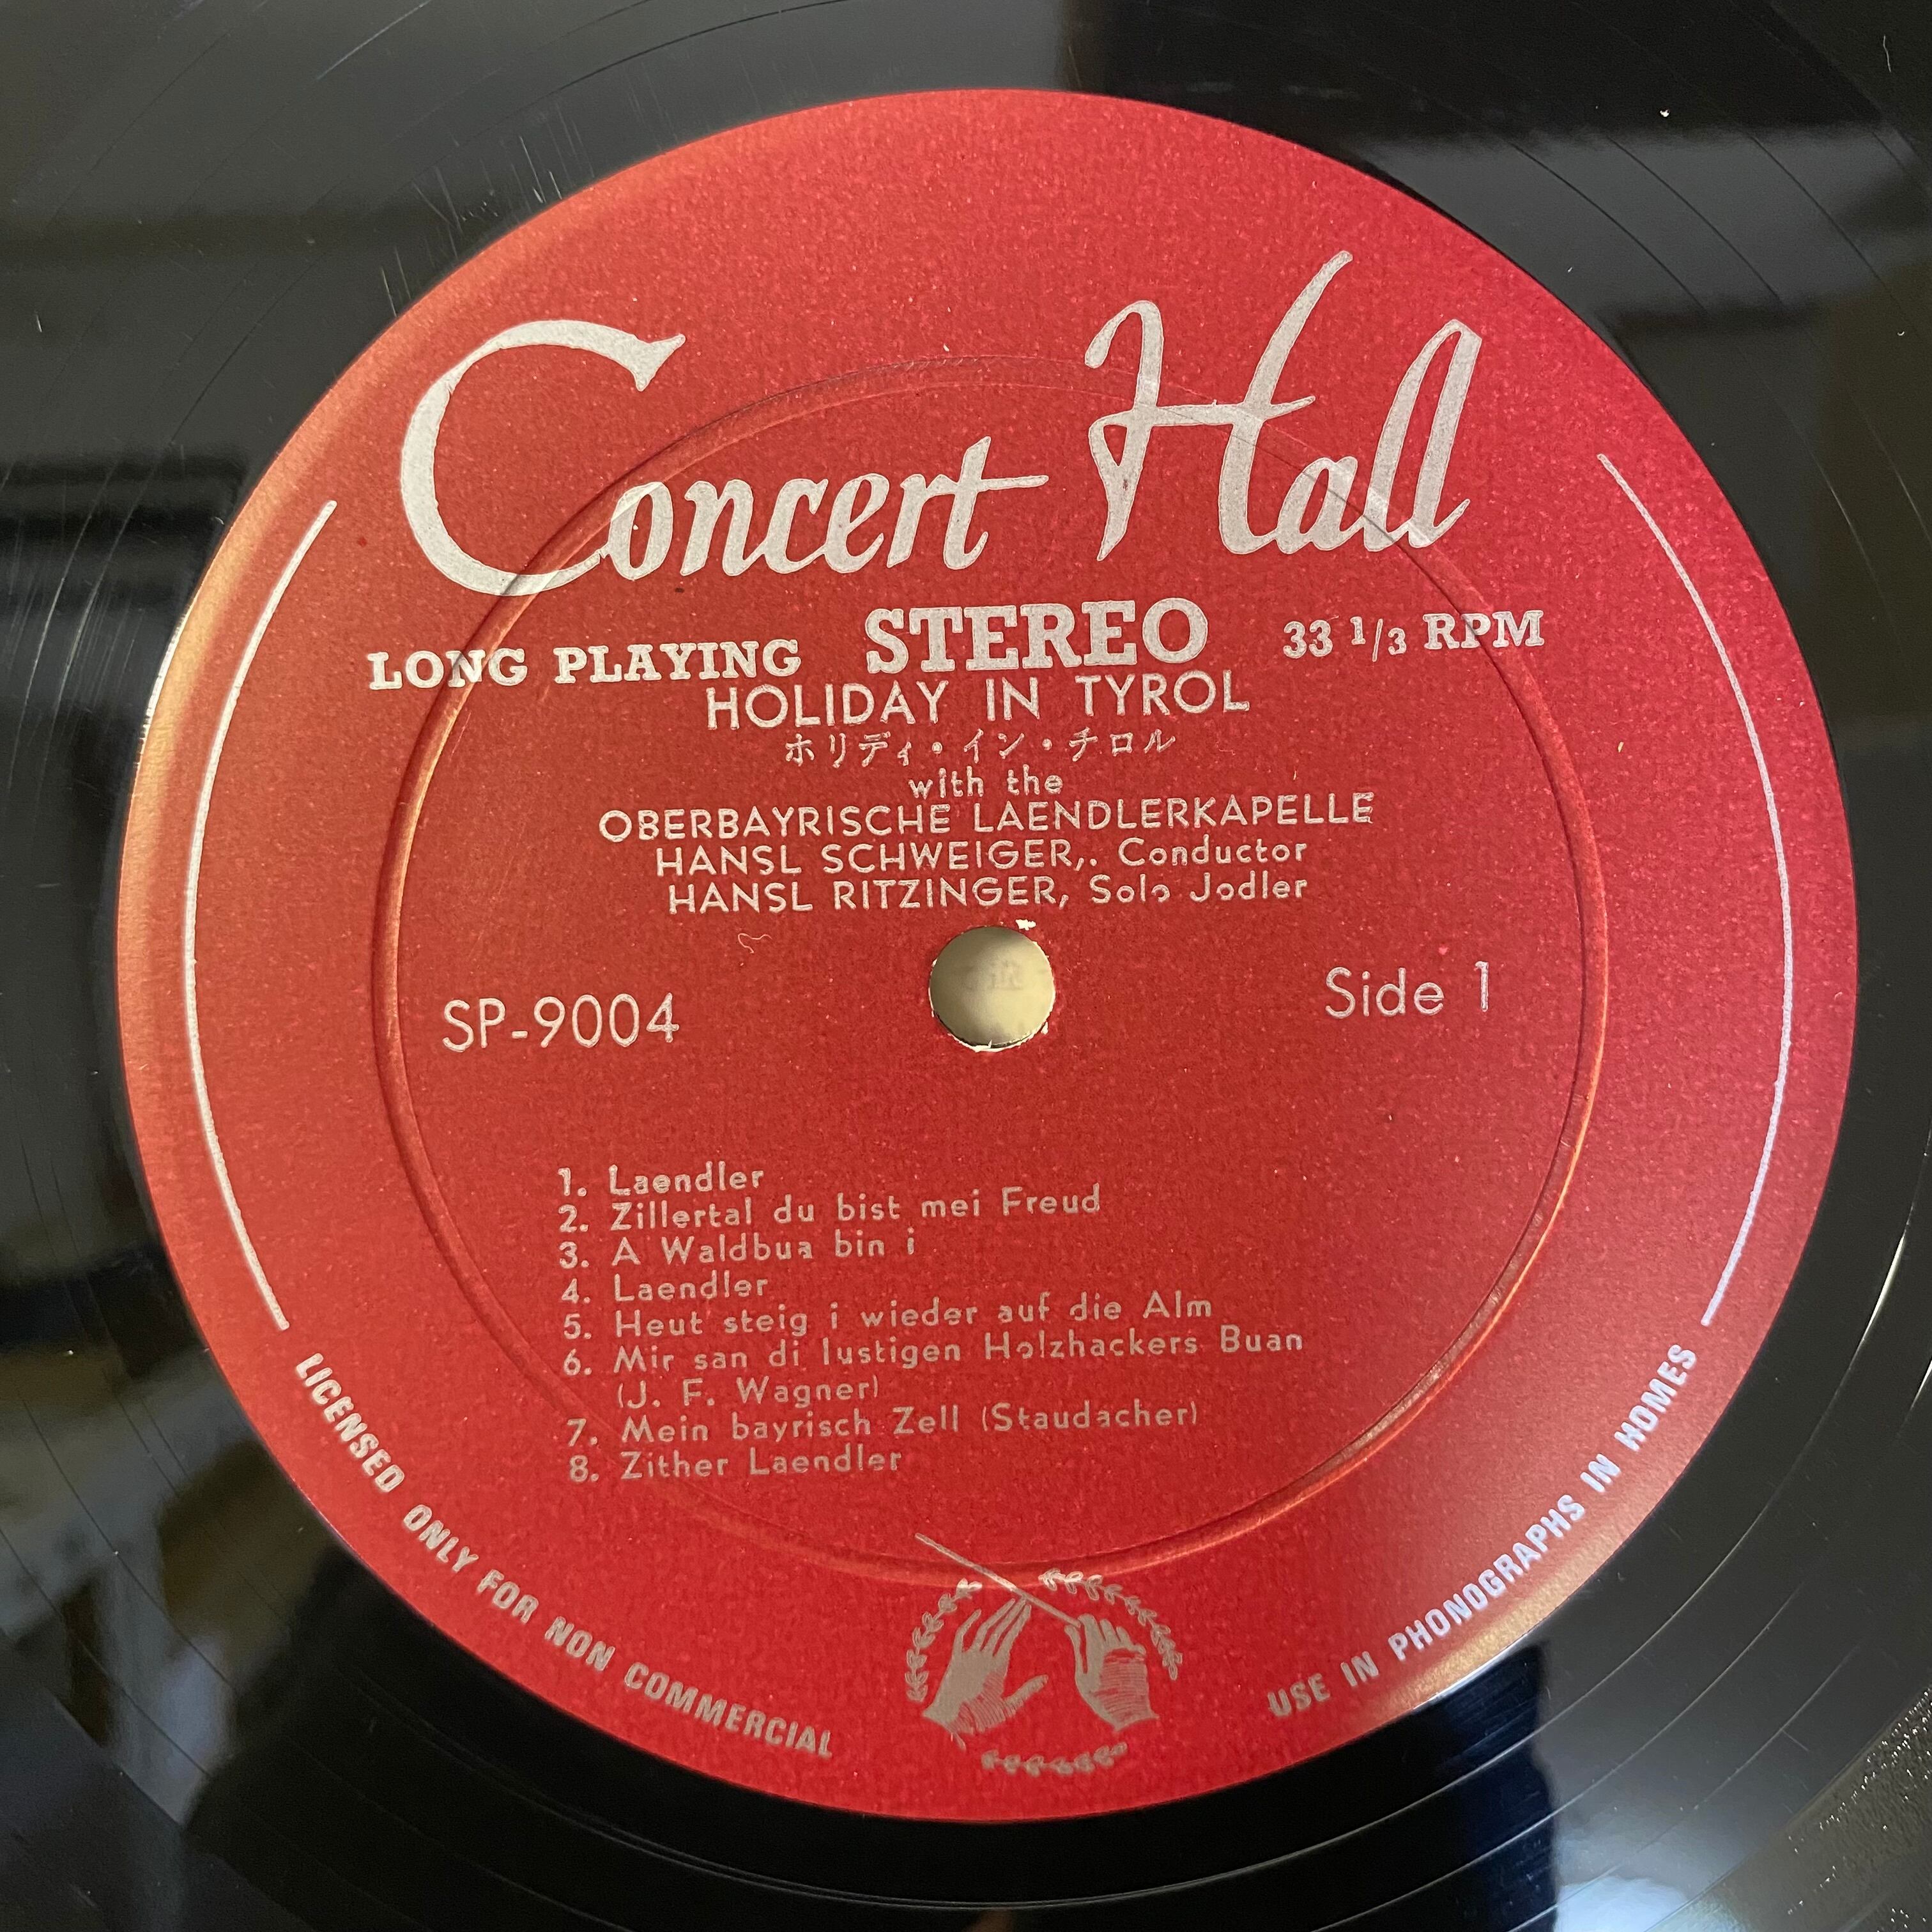 Concert Hall
LONG PLAYING STEREO 33 1/3 RPM
HOLIDAY IN TYROL
ホリディ・イン・チロル
with the
OBERBAYRISCHE LAENDLERKAPELLE
HANSL SCHWEIGER,. Conductor
HANSL RITZINGER, Solo Jodler
SP-9004 Side 1
1. Laendler
2. Zillertal du bist mei Freud
3. A Waldbua bin i
4. Laendler
5. Heut steig i wieder auf die Alm
6. Mir san di lustigen Holzhackers Buan
(J. F. Wagner)
7. Mein bayrisch Zell (Staudacher)
8. Zither Laendler
LICENSED ONLY FOR NON COMMERCIAL USE IN PHONOGRAPHS IN HOMES